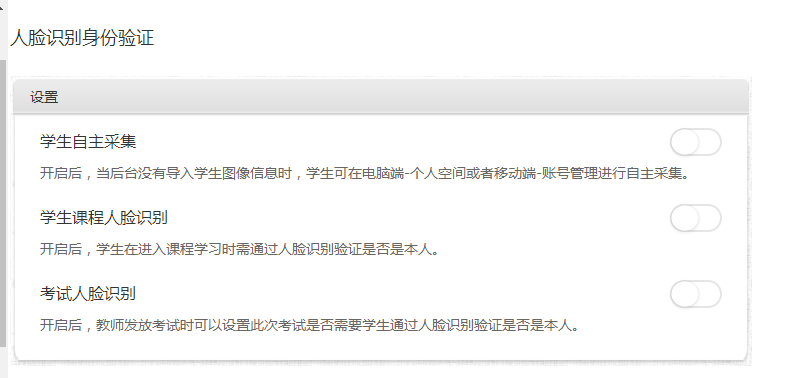 人脸识别身份验证
设置
学生自主采集
开启后，当后台没有导入学生图像信息时，学生可在电脑端-个人空间或者移动端-账号管理进行自主采集。
学生课程人脸识别
开启后，学生在进入课程学习时需通过人脸识别验证是否是本人。
考试人脸识别
开启后，教师发放考试时可以设置此次考试是否需要学生通过人脸识别验证是否是本人。